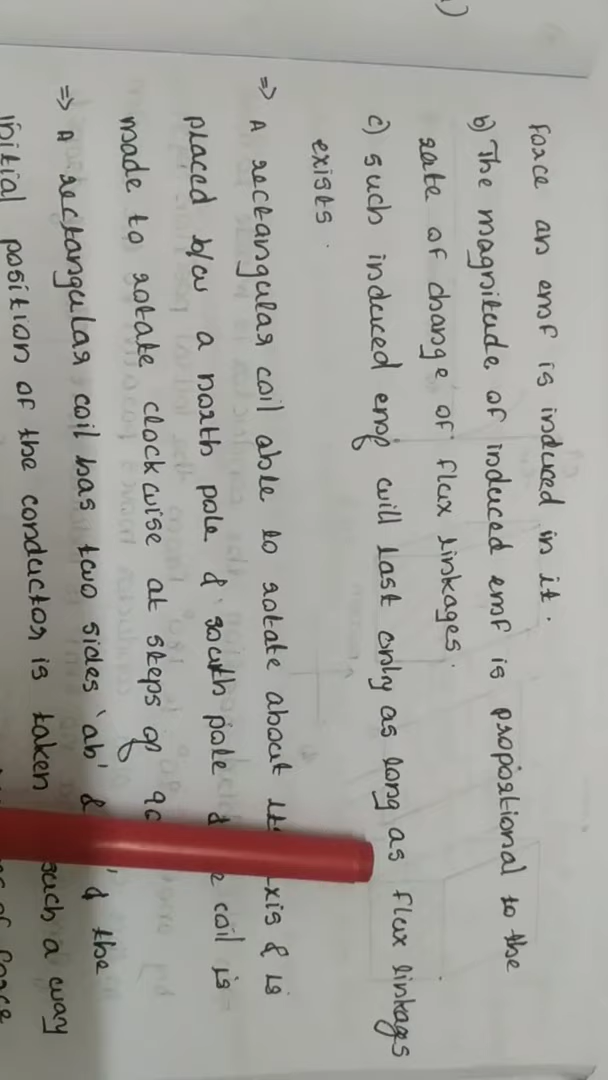 force an emf is induced in it.
b) The magnitude of induced emf is propotional to the
rate of change of flux linkages.
c) such induced emf will last only as long as flux linkages
exists.
=> A rectangular coil able to rotate about its axis & is
placed b/w a north pole & south pole & coil is
made to rotate clockwise at steps of
=> A rectangular coil has two sides 'ab' & & the
initial position of the conductor is taken such a way
of force